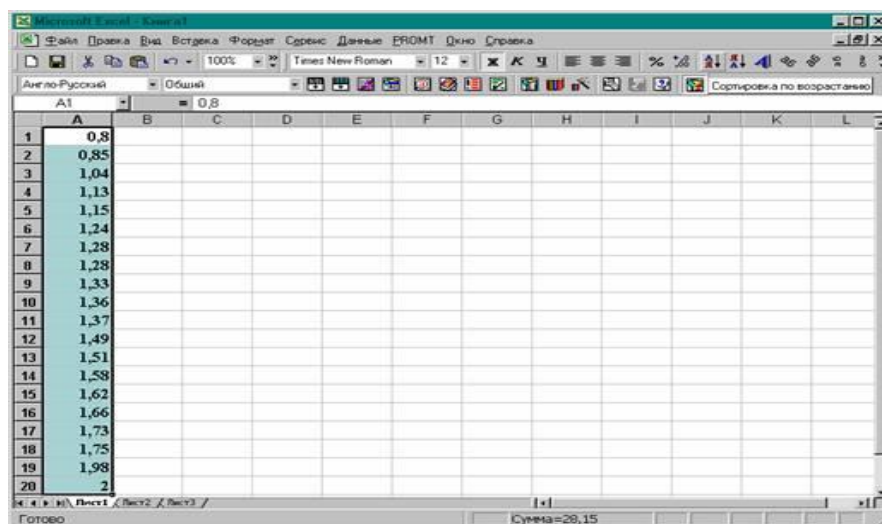 Microsoft Excel - Книга1
Файл Правка Вид Вставка Формат Сервис Данные PROMT Окно Справка
100% Times New Roman 12 Ж К Ч %
Англо-Русский Общий Сортировка по возрастанию
A1 = 0,8
A B C D E F G H I J K L
1 0,8
2 0,85
3 1,04
4 1,13
5 1,15
6 1,24
7 1,28
8 1,28
9 1,33
10 1,36
11 1,37
12 1,49
13 1,51
14 1,58
15 1,62
16 1,66
17 1,73
18 1,75
19 1,98
20 2
Лист1 Лист2 Лист3
Готово Сумма=28,15